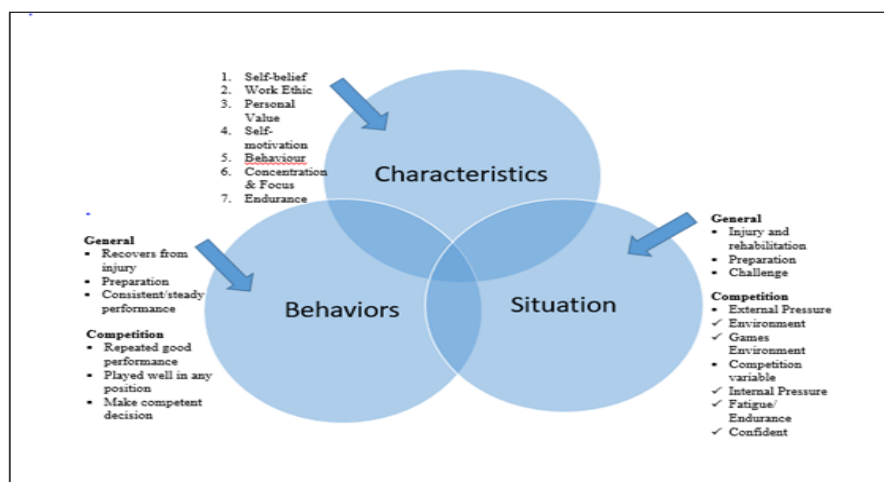 1. Self-belief
2. Work Ethic
3. Personal
Value
4. Self-
motivation
5. Behaviour
6. Concentration
& Focus
7. Endurance
Characteristics
General
▪ Recovers from
injury
▪ Preparation
▪ Consistent/steady
performance
Competition
▪ Repeated good
performance
▪ Played well in any
position
▪ Make competent
decision
Behaviors
Situation
General
▪ Injury and
rehabilitation
▪ Preparation
▪ Challenge
Competition
▪ External Pressure
✓ Environment
✓ Games
Environment
▪ Competition
variable
✓ Internal Pressure
✓ Fatigue/
Endurance
✓ Confident